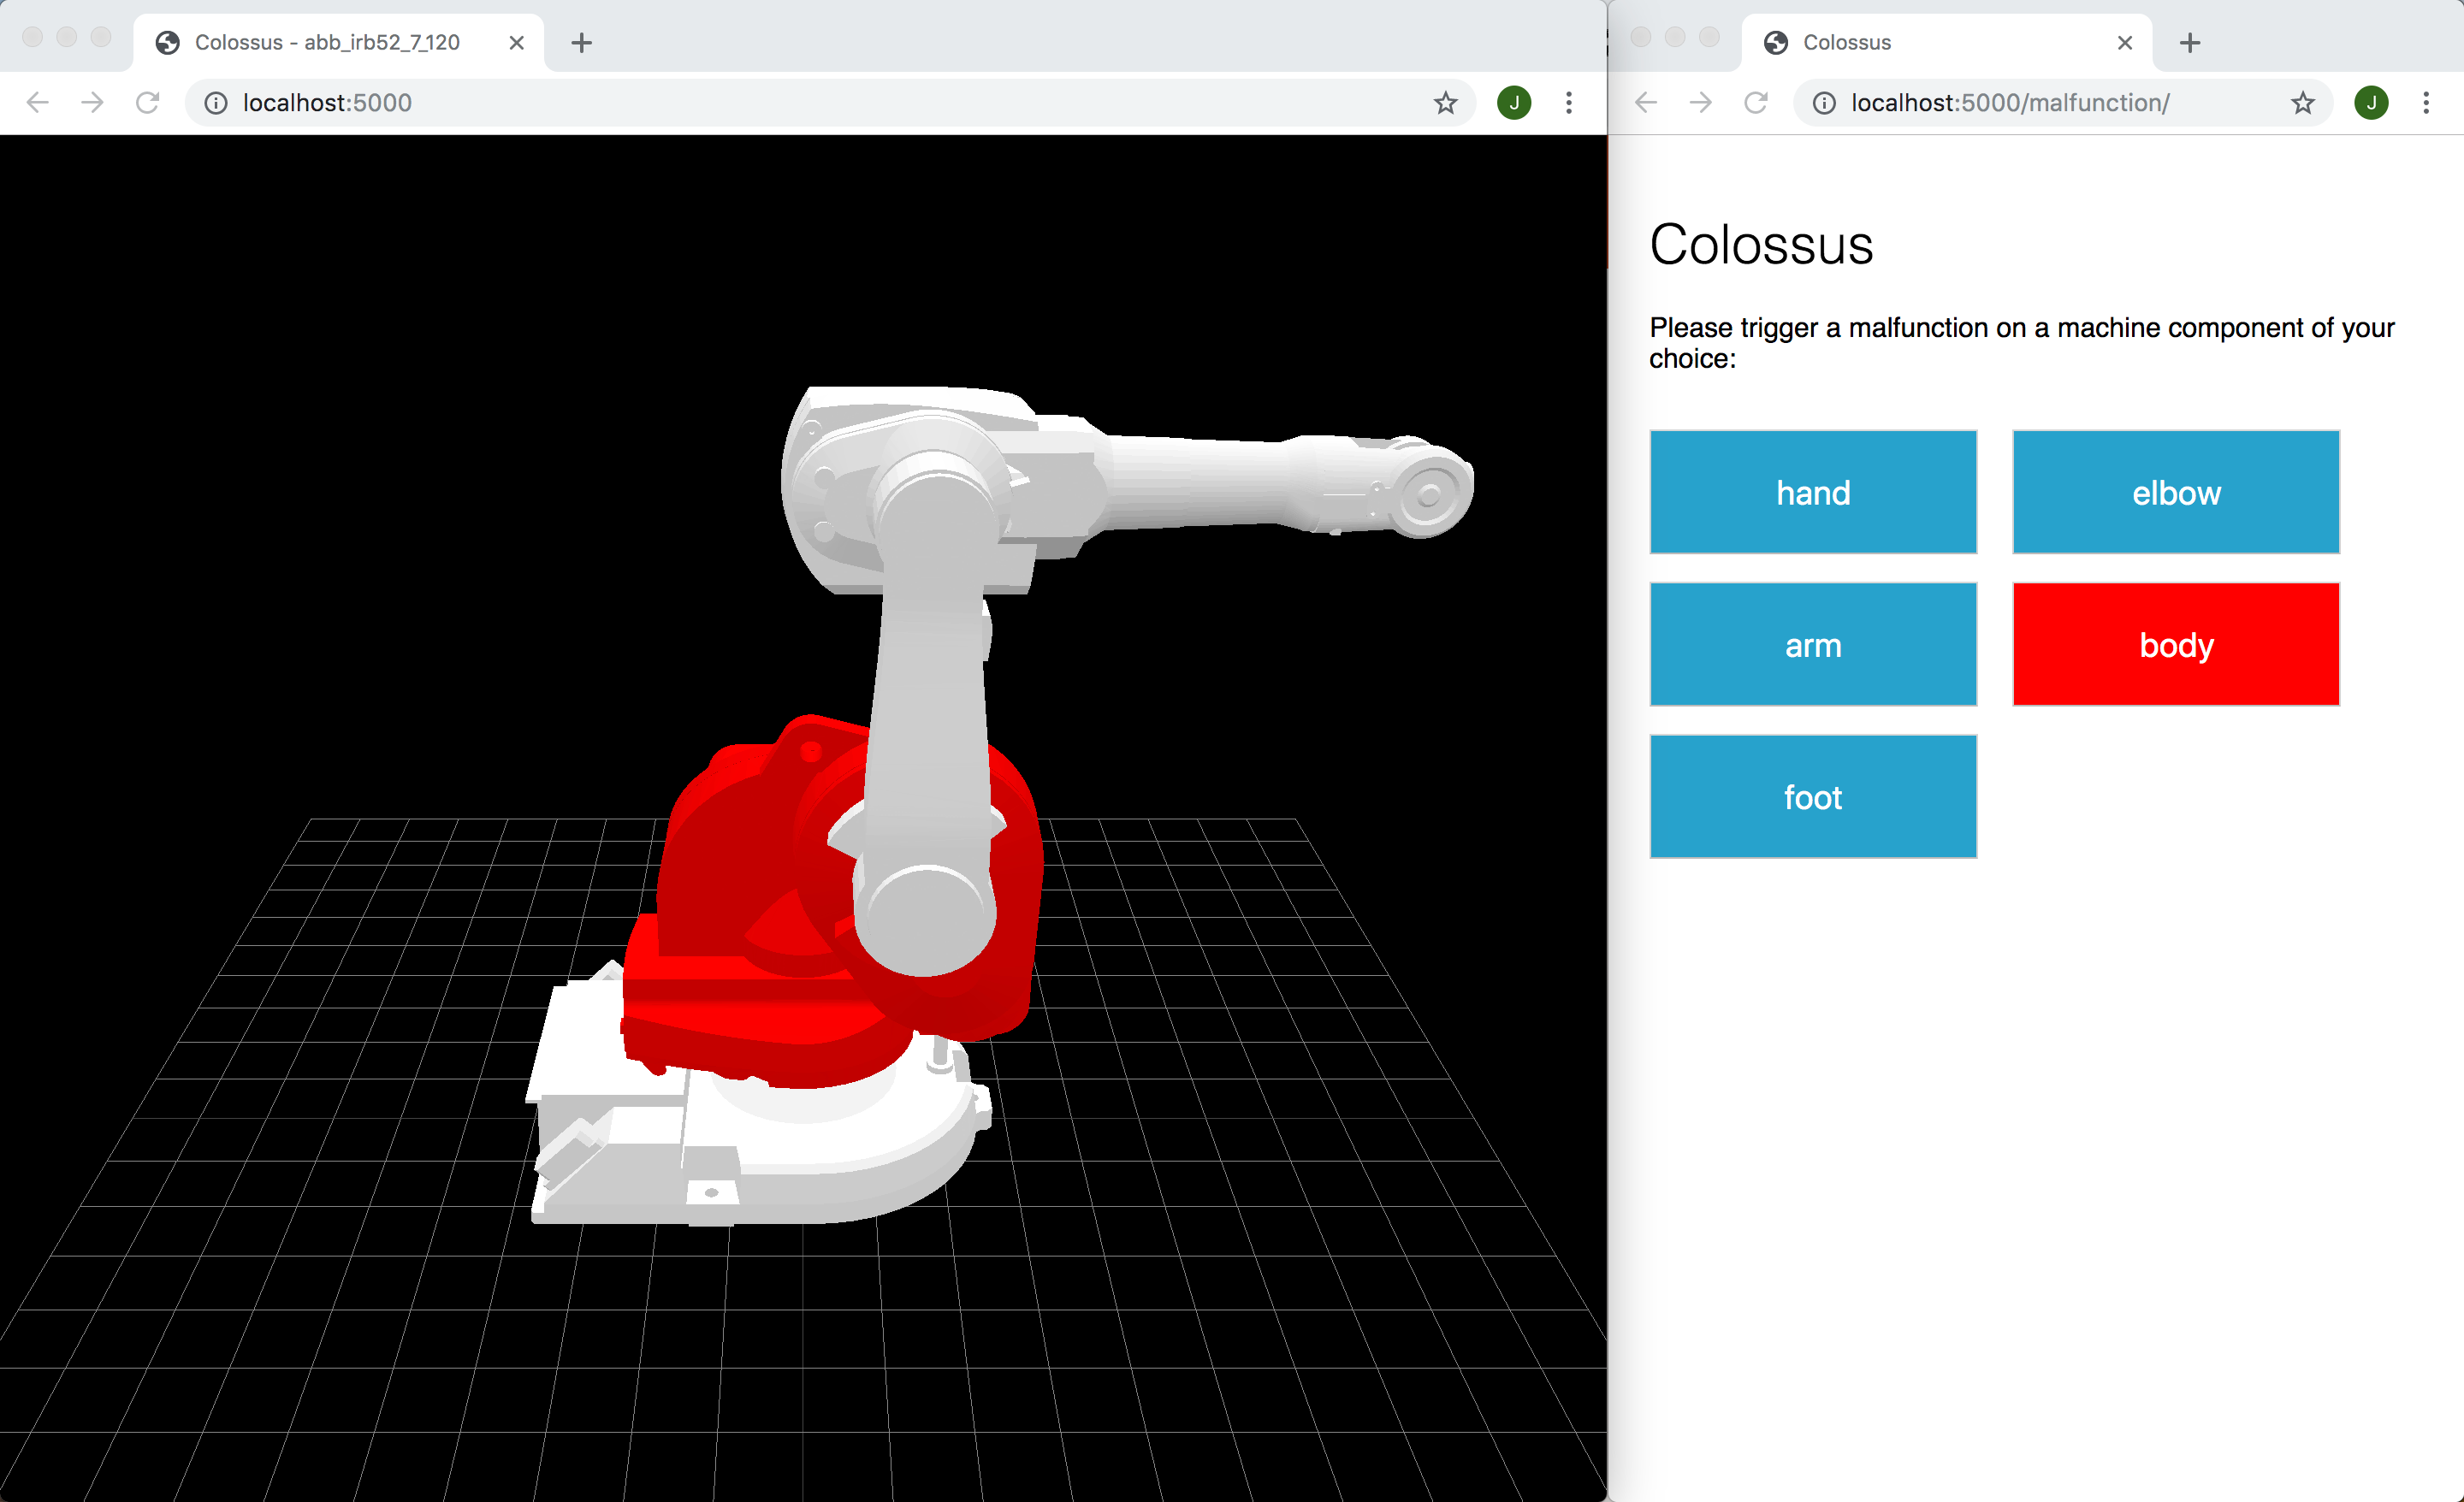 Colossus - abb_irb52_7_120
localhost:5000
J
Colossus
localhost:5000/malfunction/
J
Colossus
Please trigger a malfunction on a machine component of your
choice:
hand
elbow
arm
body
foot